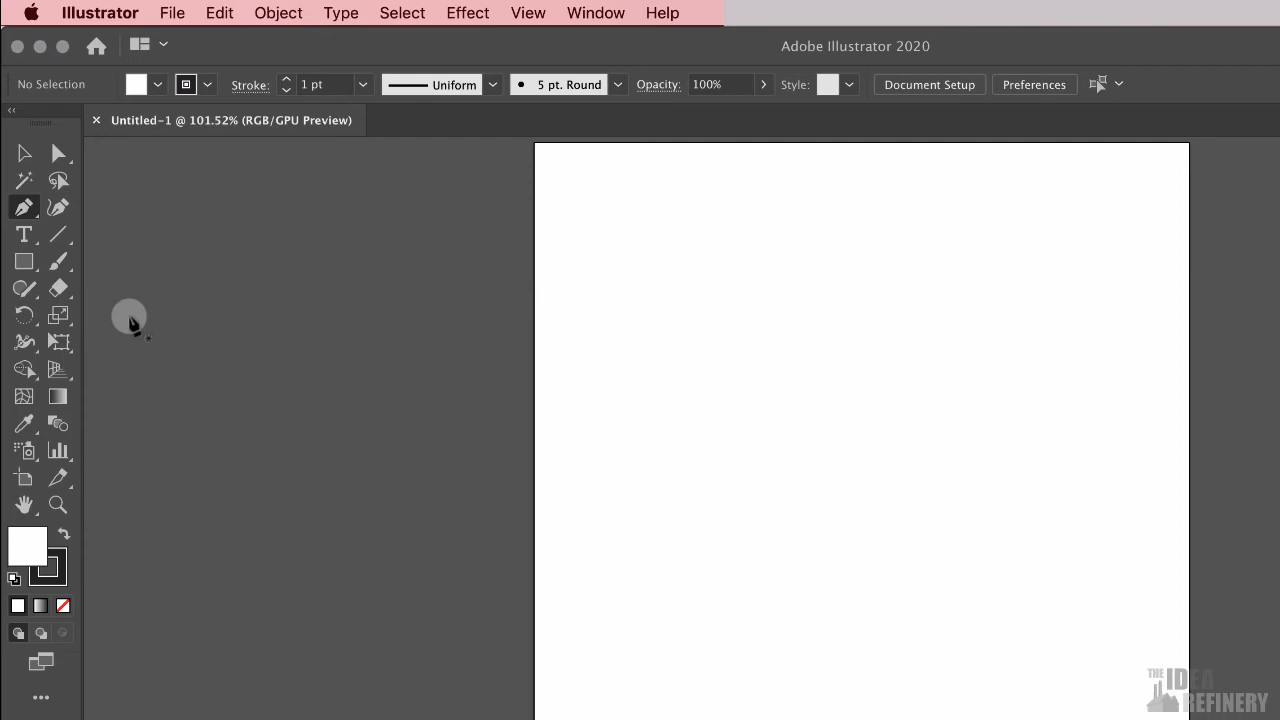 Illustrator File Edit Object Type Select Effect View Window Help
Adobe Illustrator 2020
No Selection Stroke: 1 pt Uniform 5 pt. Round Opacity: 100% Style: Document Setup Preferences
Untitled-1 @ 101.52% (RGB/GPU Preview)
THE IDEA
REFINERY